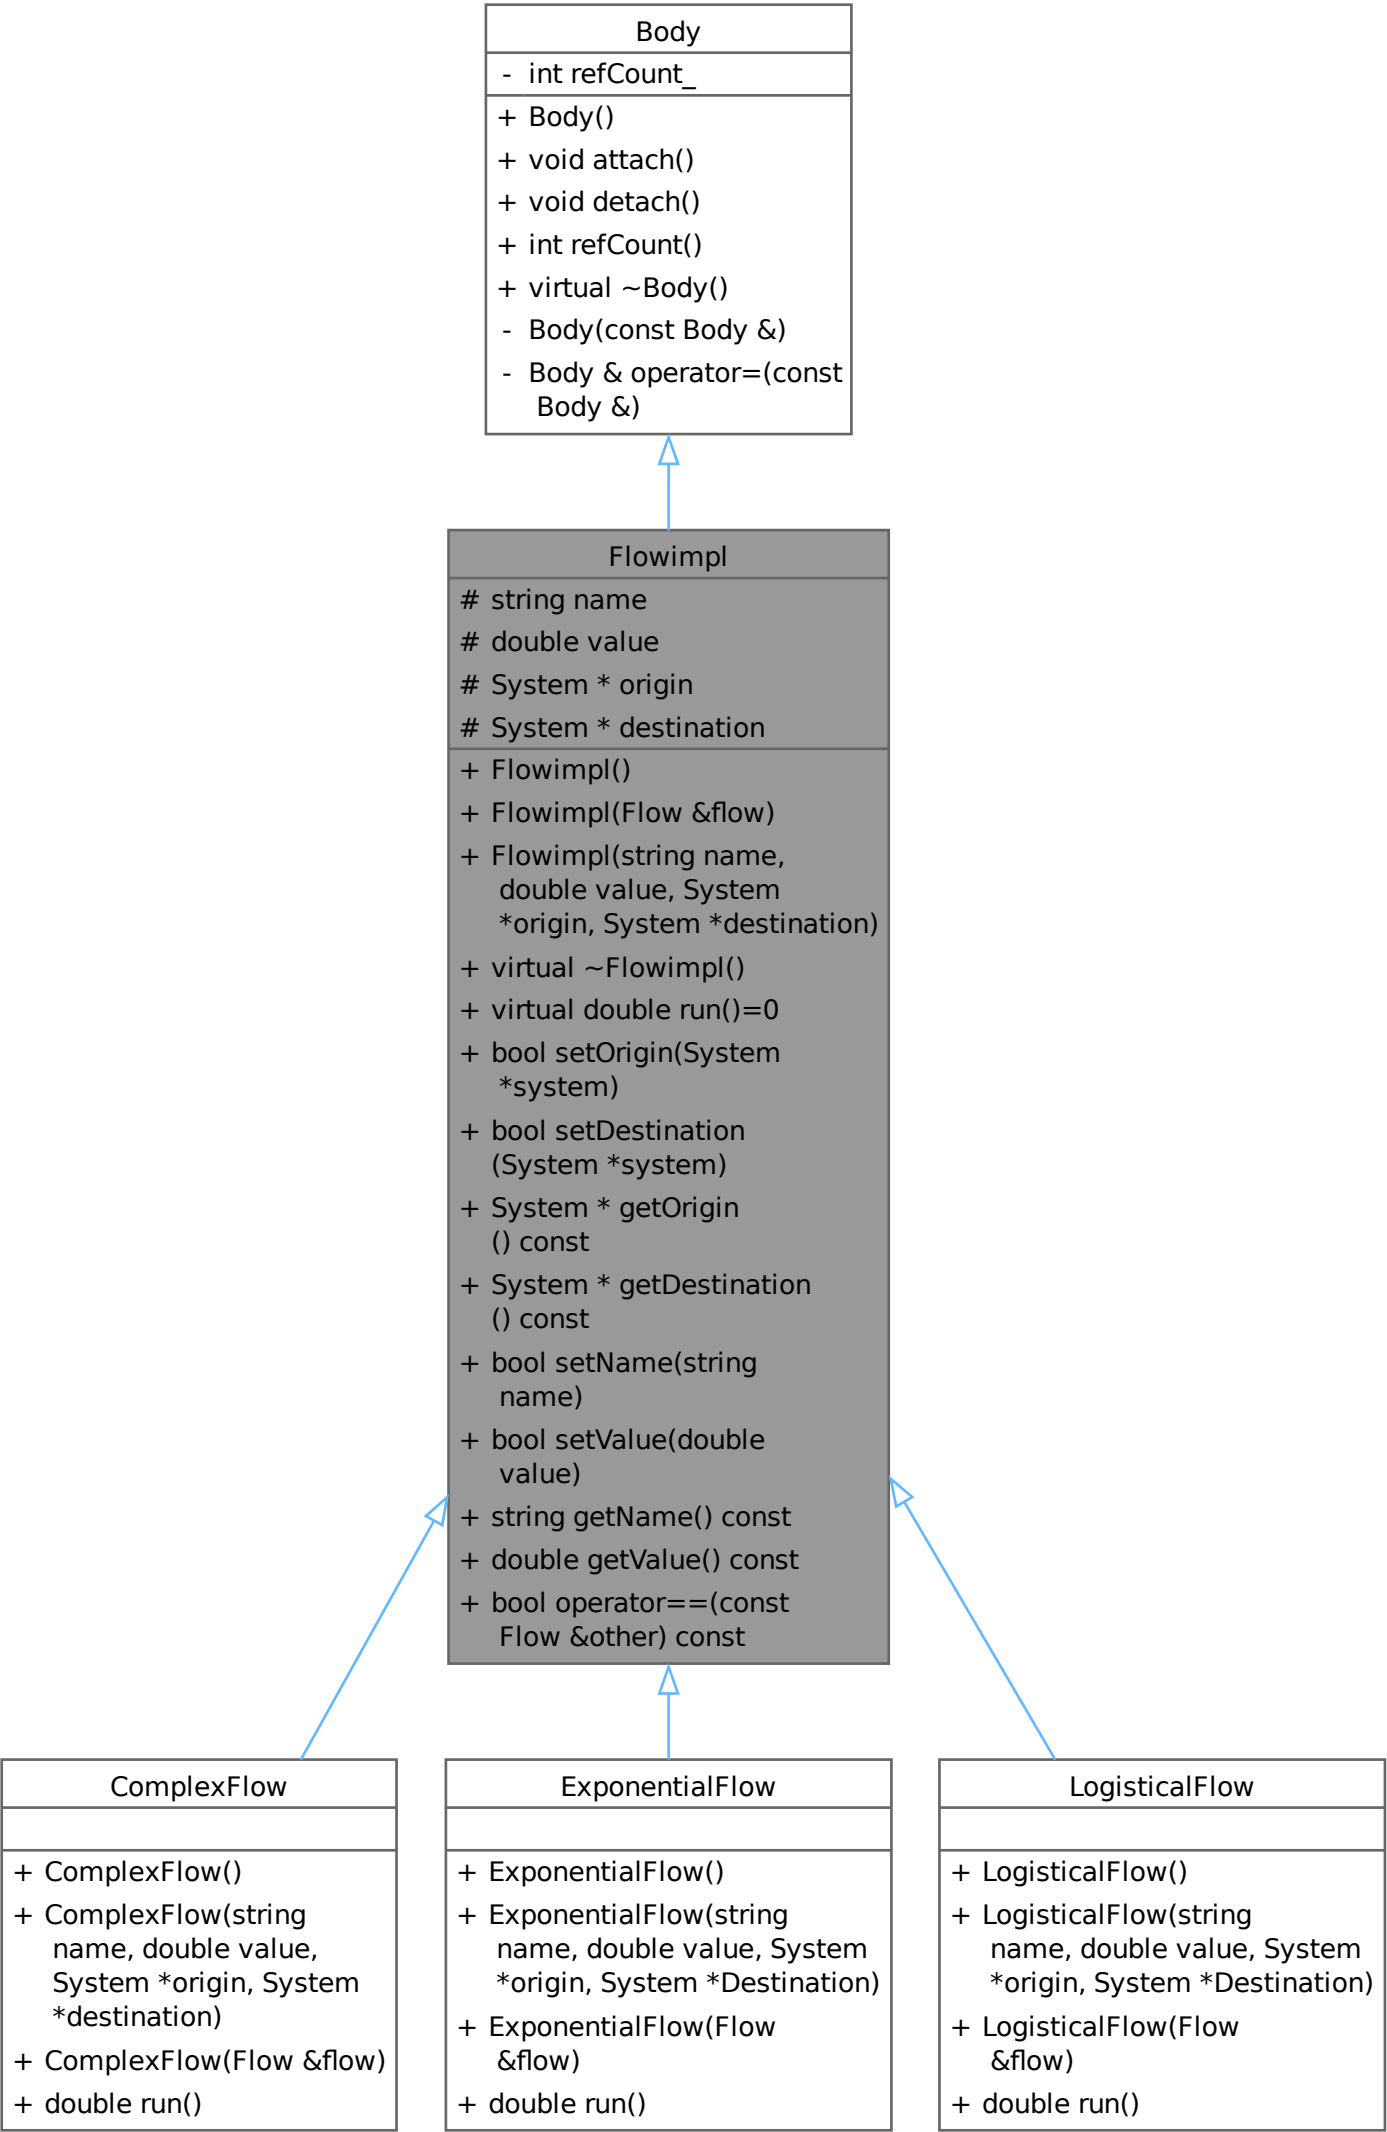 Body
- int refCount_
+ Body()
+ void attach()
+ void detach()
+ int refCount()
+ virtual ~Body()
- Body(const Body &)
- Body & operator=(const
Body &)
Flowimpl
# string name
# double value
# System * origin
# System * destination
+ Flowimpl()
+ Flowimpl(Flow &flow)
+ Flowimpl(string name,
double value, System
*origin, System *destination)
+ virtual ~Flowimpl()
+ virtual double run()=0
+ bool setOrigin(System
*system)
+ bool setDestination
(System *system)
+ System * getOrigin
() const
+ System * getDestination
() const
+ bool setName(string
name)
+ bool setValue(double
value)
+ string getName() const
+ double getValue() const
+ bool operator==(const
Flow &other) const
ComplexFlow
+ ComplexFlow()
+ ComplexFlow(string
name, double value,
System *origin, System
*destination)
+ ComplexFlow(Flow &flow)
+ double run()
ExponentialFlow
+ ExponentialFlow()
+ ExponentialFlow(string
name, double value, System
*origin, System *Destination)
+ ExponentialFlow(Flow
&flow)
+ double run()
LogisticalFlow
+ LogisticalFlow()
+ LogisticalFlow(string
name, double value, System
*origin, System *Destination)
+ LogisticalFlow(Flow
&flow)
+ double run()